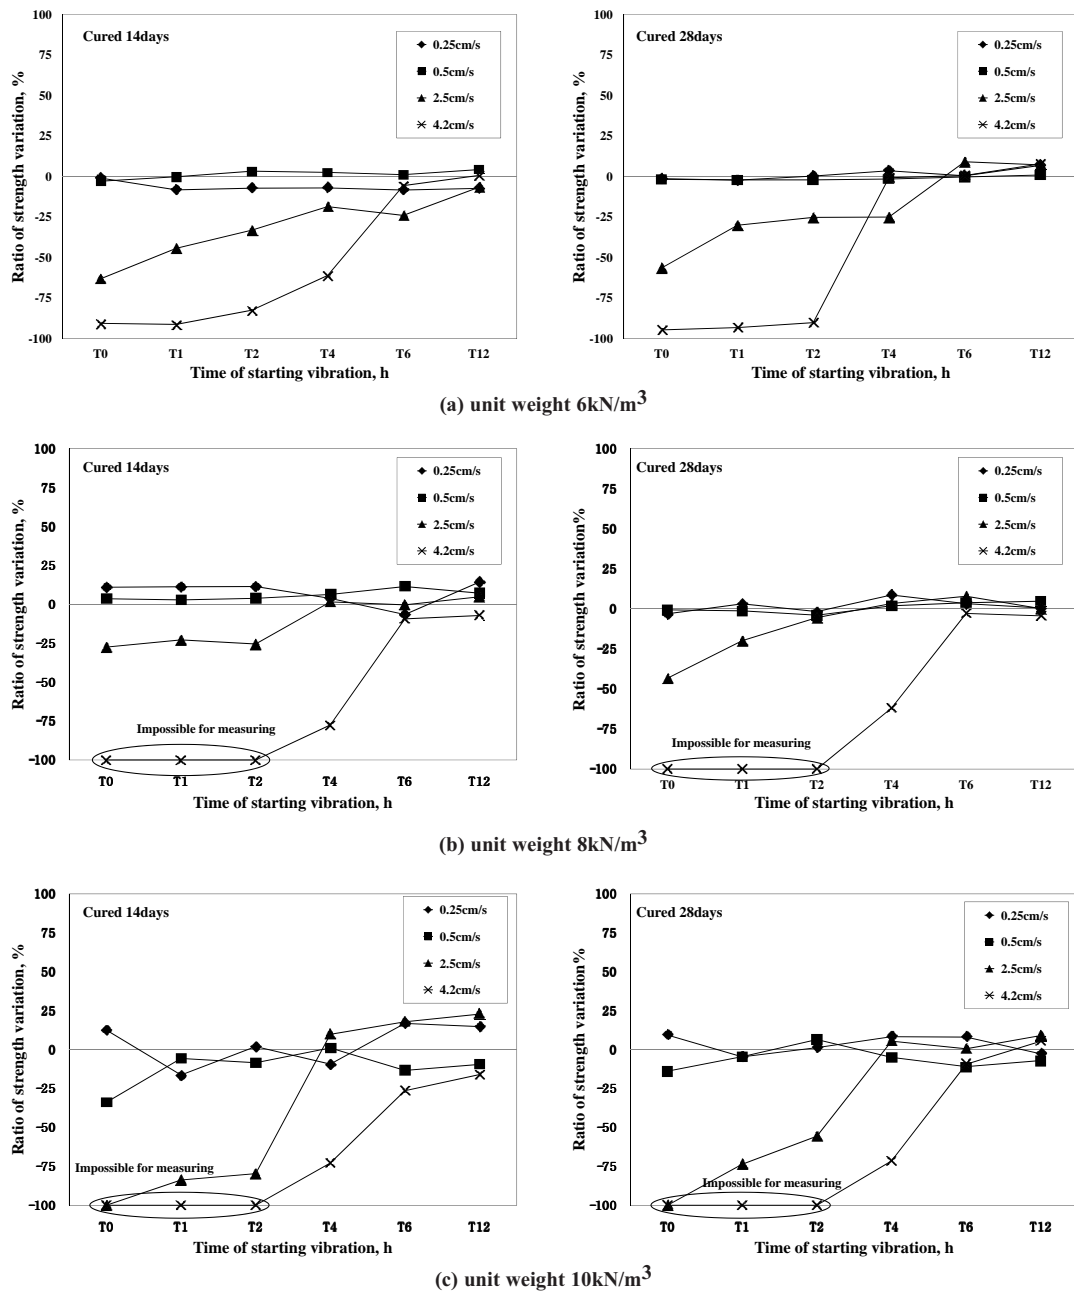 Cured 14days
0.25cm/s
0.5cm/s
2.5cm/s
4.2cm/s
100
75
50
25
0
-25
-50
-75
-100
Ratio of strength variation, %
T0 T1 T2 T4 T6 T12
Time of starting vibration, h
Cured 28days
0.25cm/s
0.5cm/s
2.5cm/s
4.2cm/s
100
75
50
25
0
-25
-50
-75
-100
Ratio of strength variation, %
T0 T1 T2 T4 T6 T12
Time of starting vibration, h
(a) unit weight 6kN/m³
Cured 14days
0.25cm/s
0.5cm/s
2.5cm/s
4.2cm/s
100
75
50
25
0
-25
-50
-75
-100
Ratio of strength variation, %
Impossible for measuring
T0 T1 T2 T4 T6 T12
Time of starting vibration, h
Cured 28days
0.25cm/s
0.5cm/s
2.5cm/s
4.2cm/s
100
75
50
25
0
-25
-50
-75
-100
Ratio of strength variation%
Impossible for measuring
T0 T1 T2 T4 T6 T12
Time of starting vibration, h
(b) unit weight 8kN/m³
Cured 14days
0.25cm/s
0.5cm/s
2.5cm/s
4.2cm/s
100
75
50
25
0
-25
-50
-75
-100
Ratio of strength variation, %
Impossible for measuring
T0 T1 T2 T4 T6 T12
Time of starting vibration, h
Cured 28days
0.25cm/s
0.5cm/s
2.5cm/s
4.2cm/s
100
75
50
25
0
-25
-50
-75
-100
Ratio of strength variation%
Impossible for measuring
T0 T1 T2 T4 T6 T12
Time of starting vibration, h
(c) unit weight 10kN/m³